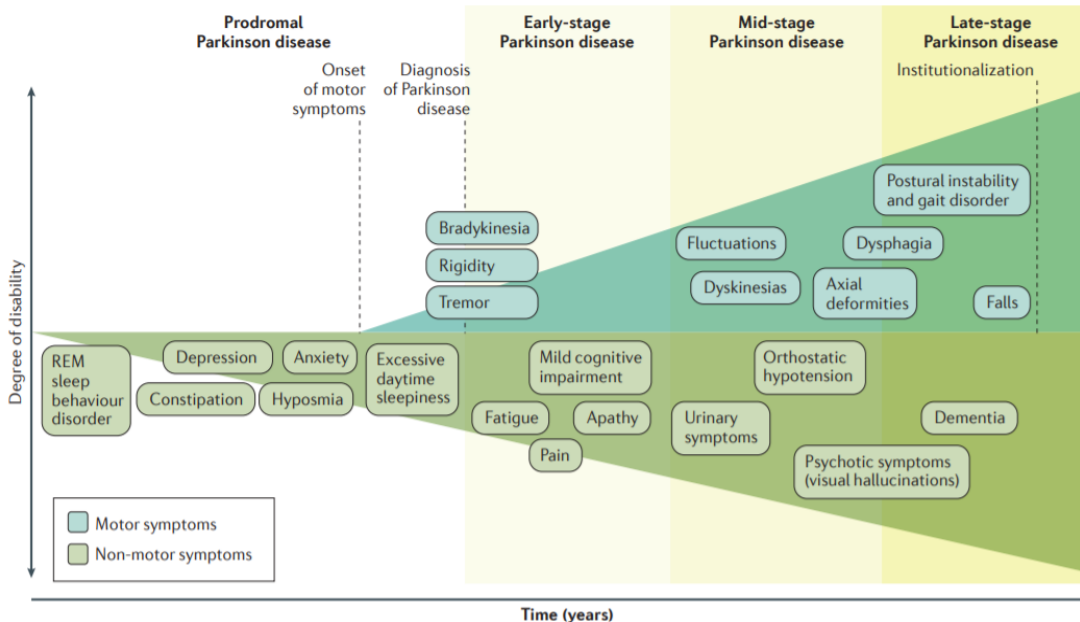 Prodromal
Parkinson disease
Early-stage
Parkinson disease
Mid-stage
Parkinson disease
Late-stage
Parkinson disease
Onset
of motor
symptoms
Diagnosis
of Parkinson
disease
Institutionalization
Degree of disability
Postural instability
and gait disorder
Bradykinesia
Rigidity
Tremor
Fluctuations
Dysphagia
Dyskinesias
Axial
deformities
Falls
REM
sleep
behaviour
disorder
Depression
Anxiety
Constipation
Hyposmia
Excessive
daytime
sleepiness
Mild cognitive
impairment
Fatigue
Apathy
Pain
Orthostatic
hypotension
Urinary
symptoms
Dementia
Psychotic symptoms
(visual hallucinations)
Motor symptoms
Non-motor symptoms
Time (years)